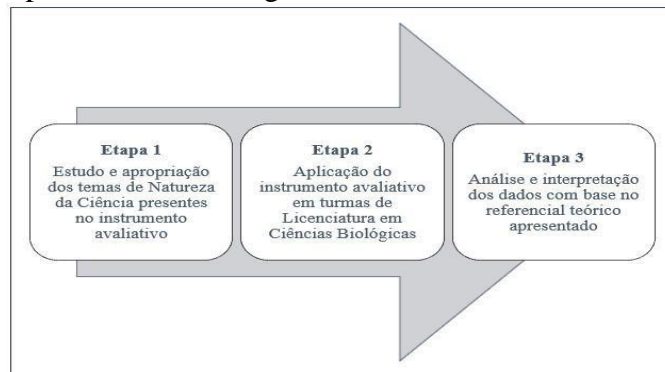 Etapa 1
Estudo e apropriação
dos temas de Natureza
da Ciência presentes
no instrumento
avaliativo
Etapa 2
Aplicação do
instrumento avaliativo
em turmas de
Licenciatura em
Ciências Biológicas
Etapa 3
Análise e interpretação
dos dados com base no
referencial teórico
apresentado